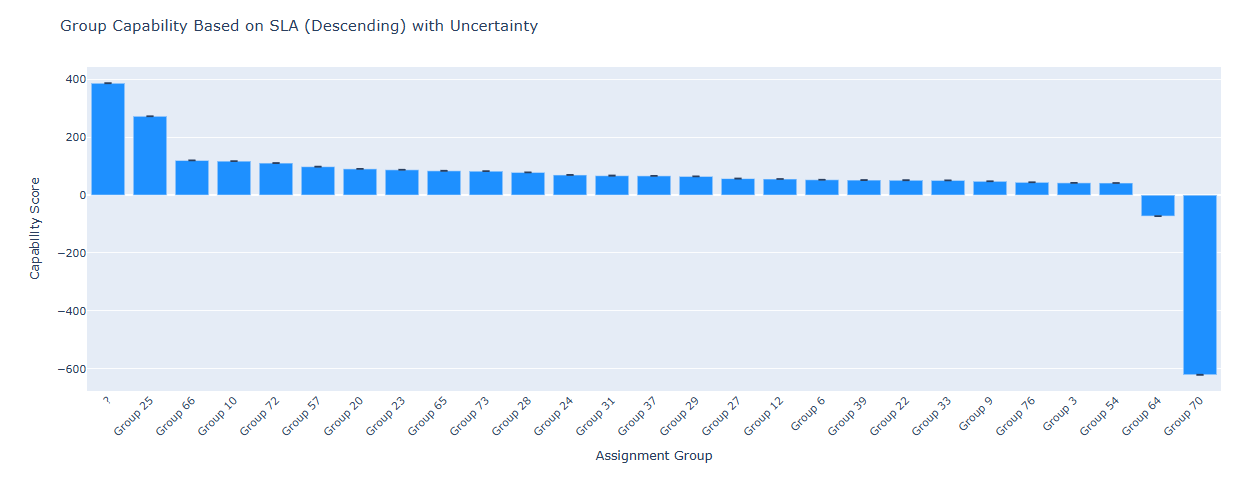 Group Capability Based on SLA (Descending) with Uncertainty
400
200
0
−200
−400
−600
Capability Score
?
Group 25
Group 66
Group 10
Group 72
Group 57
Group 20
Group 23
Group 65
Group 73
Group 28
Group 24
Group 31
Group 37
Group 29
Group 27
Group 12
Group 6
Group 39
Group 22
Group 33
Group 9
Group 76
Group 3
Group 54
Group 64
Group 70
Assignment Group